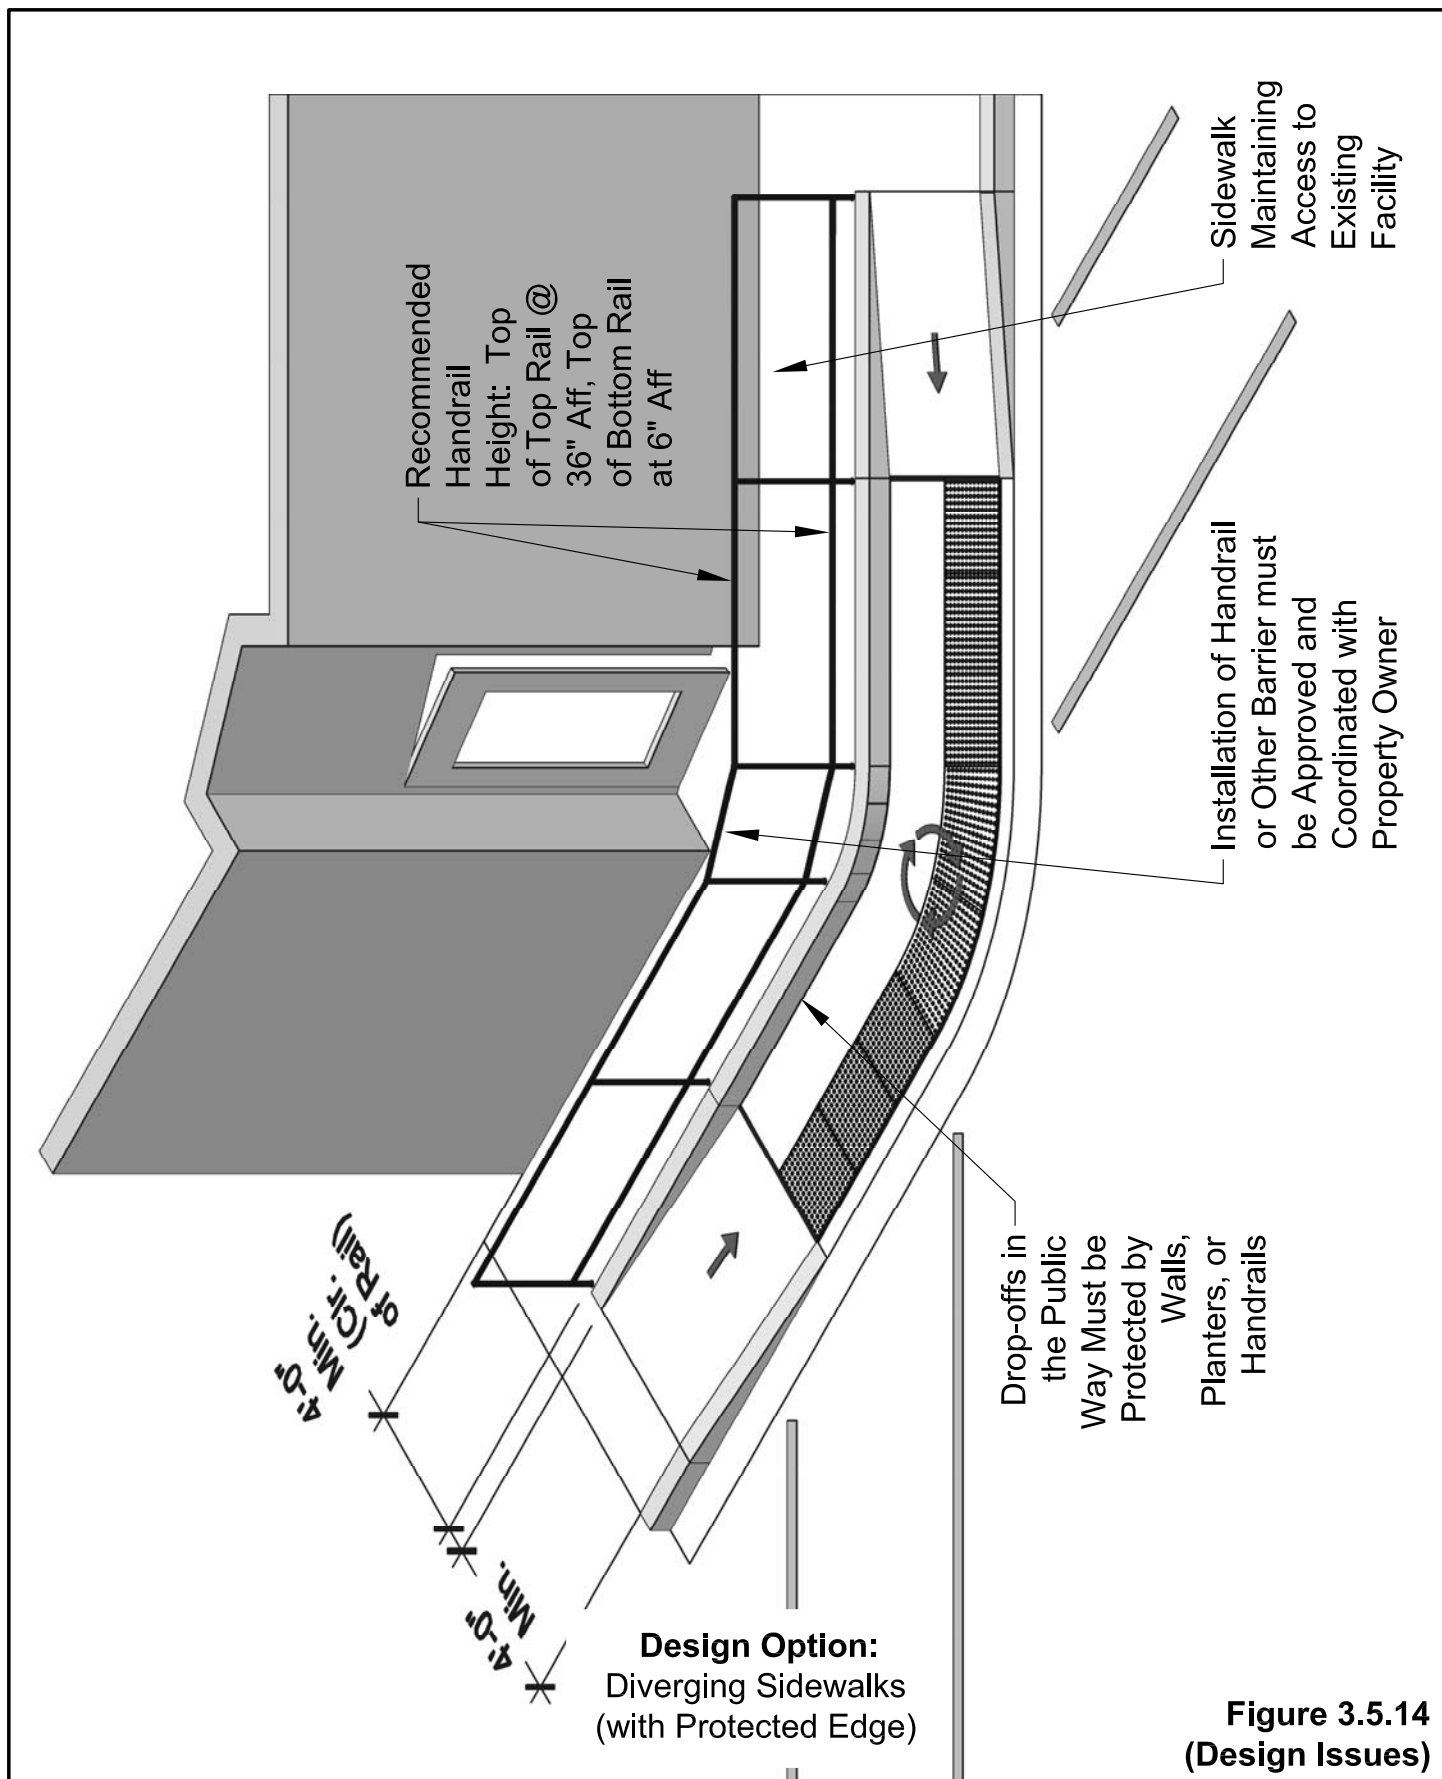 Recommended
Handrail
Height: Top
of Top Rail @
36" Aff, Top
of Bottom Rail
at 6" Aff
Sidewalk
Maintaining
Access to
Existing
Facility
Installation of Handrail
or Other Barrier must
be Approved and
Coordinated with
Property Owner
Drop-offs in
the Public
Way Must be
Protected by
Walls,
Planters, or
Handrails
4'-0"
Min. (Clr.
of Rail)
4'-0"
Min.
Design Option:
Diverging Sidewalks
(with Protected Edge)
Figure 3.5.14
(Design Issues)